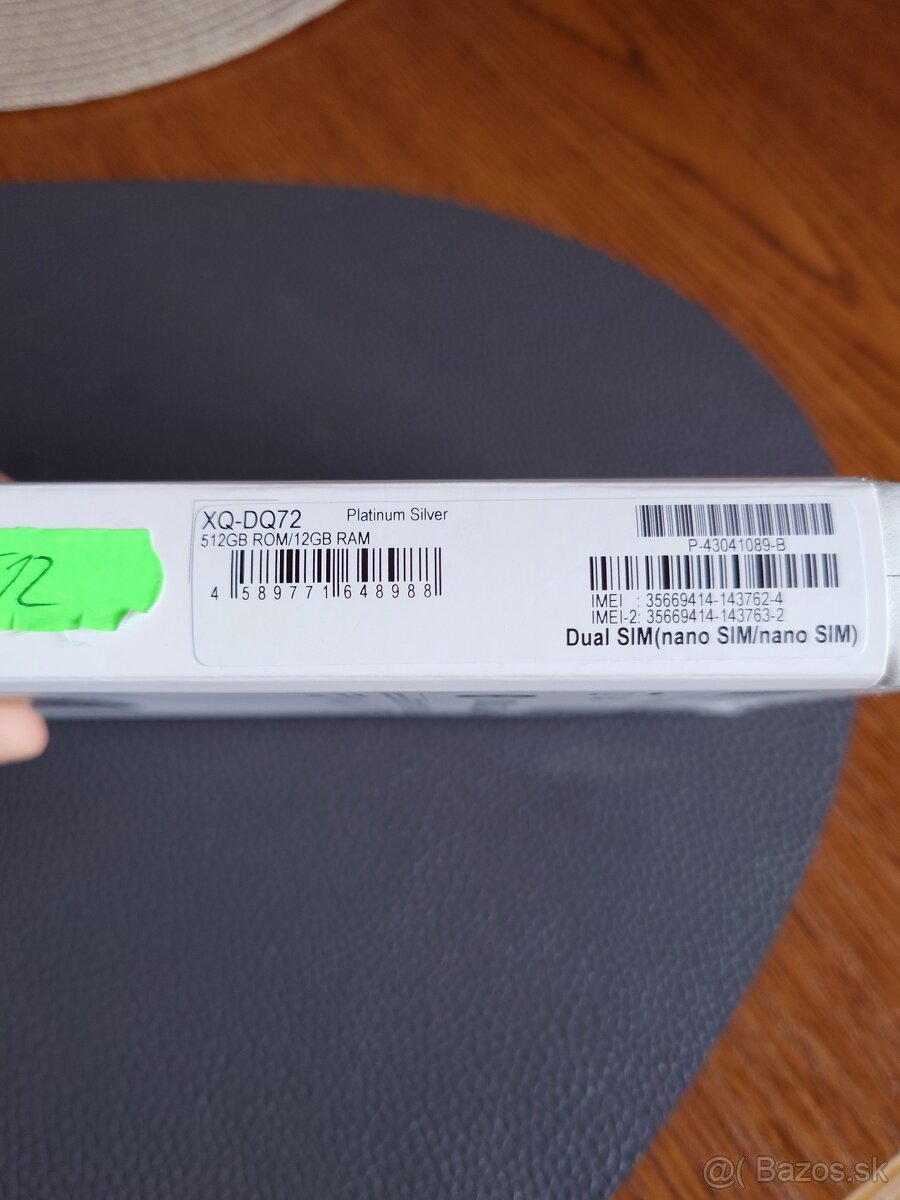 XQ-DQ72 Platinum Silver
512GB ROM/12GB RAM
4 589771 648988
P-43041089-B
IMEI : 35669414-143762-4
IMEI-2: 35669414-143763-2
Dual SIM(nano SIM/nano SIM)
@( Bazos.sk